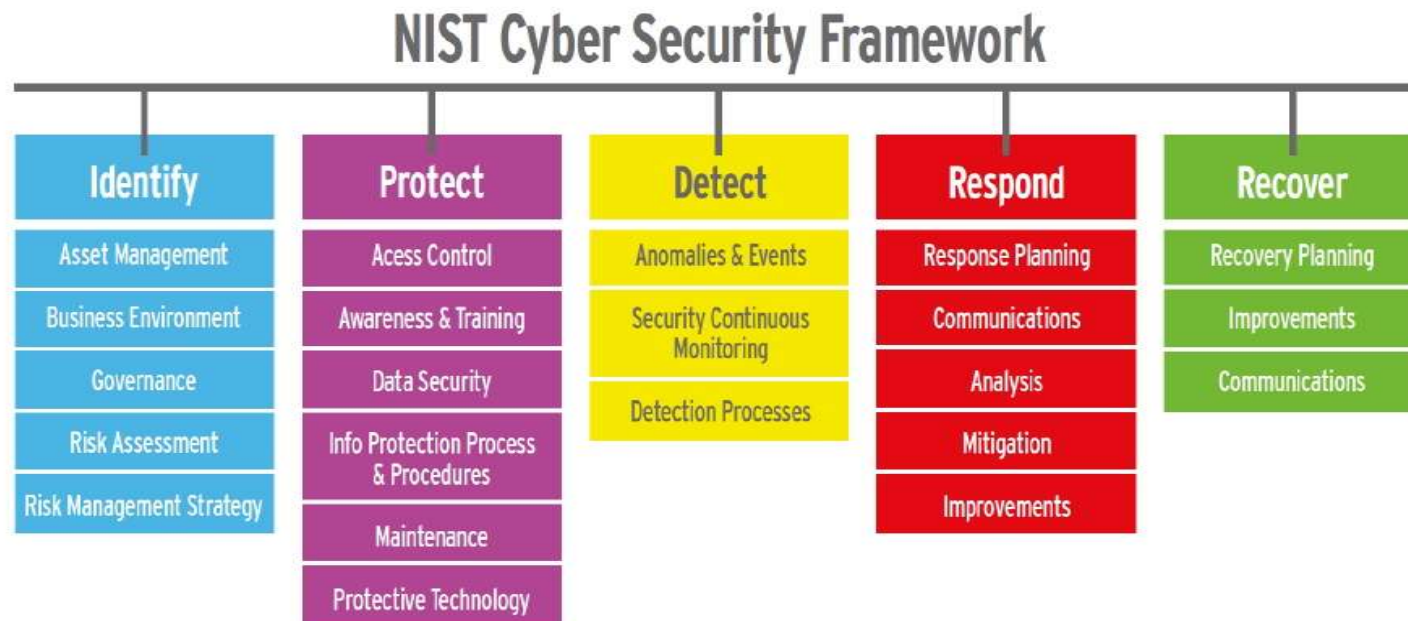 NIST Cyber Security Framework
Identify
Asset Management
Business Environment
Governance
Risk Assessment
Risk Management Strategy
Protect
Acess Control
Awareness & Training
Data Security
Info Protection Process
& Procedures
Maintenance
Protective Technology
Detect
Anomalies & Events
Security Continuous
Monitoring
Detection Processes
Respond
Response Planning
Communications
Analysis
Mitigation
Improvements
Recover
Recovery Planning
Improvements
Communications